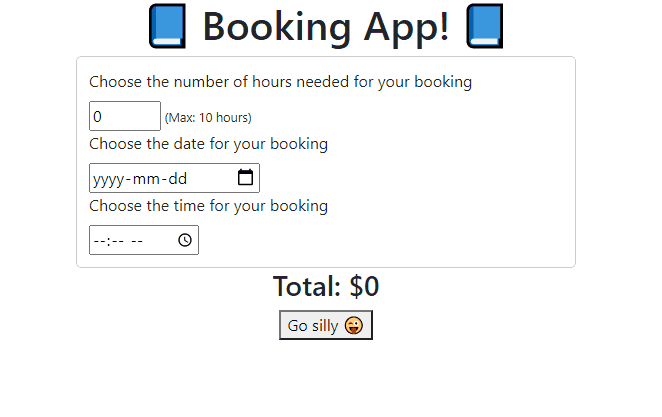 📘 Booking App! 📘
Choose the number of hours needed for your booking
0 (Max: 10 hours)
Choose the date for your booking
yyyy-mm-dd
Choose the time for your booking
--:-- --
Total: $0
Go silly 😜